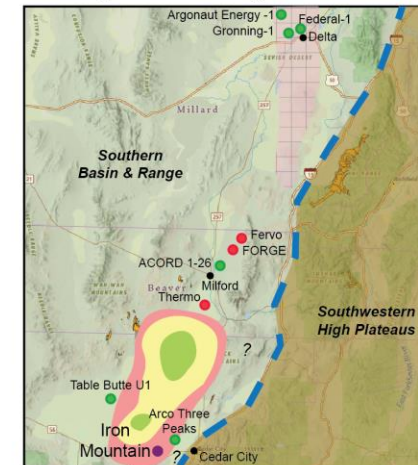 Argonaut Energy -1
Federal-1
Gronning-1
Delta
Millard
Southern
Basin & Range
Fervo
FORGE
ACORD 1-26
Milford
Beaver
Thermo
Southwestern
High Plateaus
?
Table Butte U1
Arco Three
Peaks
Iron
Mountain
?
Cedar City